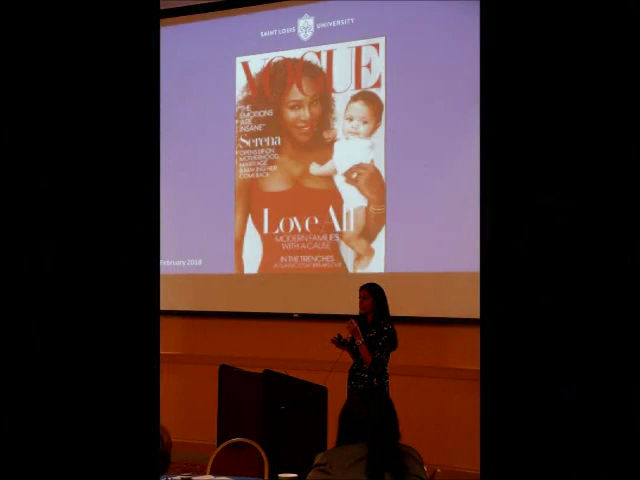 SAINT LOUIS UNIVERSITY
VOGUE
"THE
EMOTIONS
ARE
INSANE"
Serena
OPENS UP ON
MOTHERHOOD,
MARRIAGE
& MAKING HER
COMEBACK
Love All
MODERN FAMILIES
WITH A CAUSE
IN THE TRENCHES
February 2018